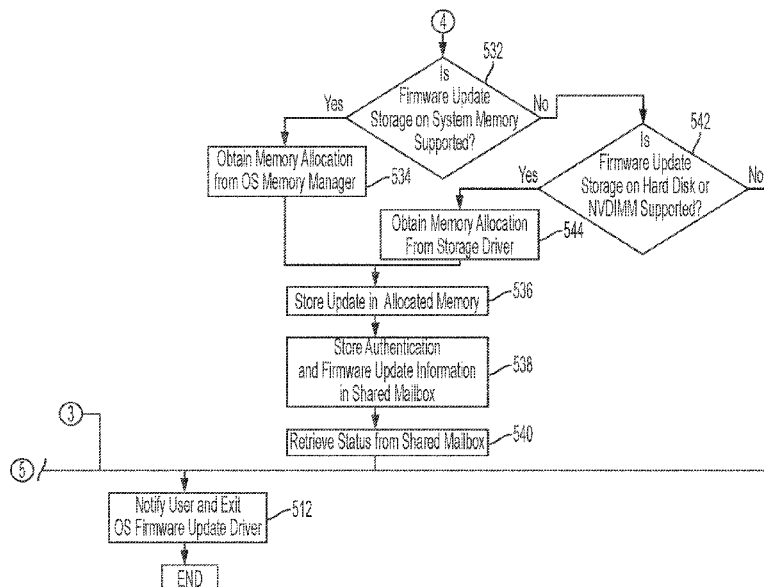 4
532
Is
Firmware Update
Storage on System Memory
Supported?
Yes
No
542
Is
Firmware Update
Storage on Hard Disk or
NVDIMM Supported?
Yes
No
Obtain Memory Allocation
from OS Memory Manager
534
Obtain Memory Allocation
From Storage Driver
544
Store Update in Allocated Memory
536
Store Authentication
and Firmware Update Information
in Shared Mailbox
538
3
Retrieve Status from Shared Mailbox
540
5
Notify User and Exit
OS Firmware Update Driver
512
END